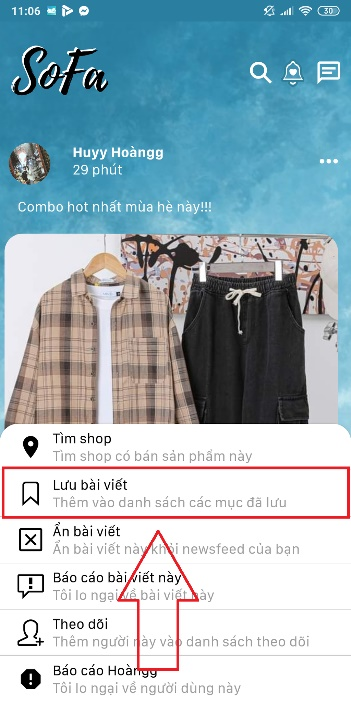 11:06
30
SoFa
Huyy Hoàngg
29 phút
Combo hot nhất mùa hè này!!!
Tìm shop
Tìm shop có bán sản phẩm này
Lưu bài viết
Thêm vào danh sách các mục đã lưu
Ẩn bài viết
Ẩn bài viết này khỏi newsfeed của bạn
Báo cáo bài viết này
Tôi lo ngại về bài viết này
Theo dõi
Thêm người này vào danh sách theo dõi
Báo cáo Hoàngg
Tôi lo ngại về người dùng này